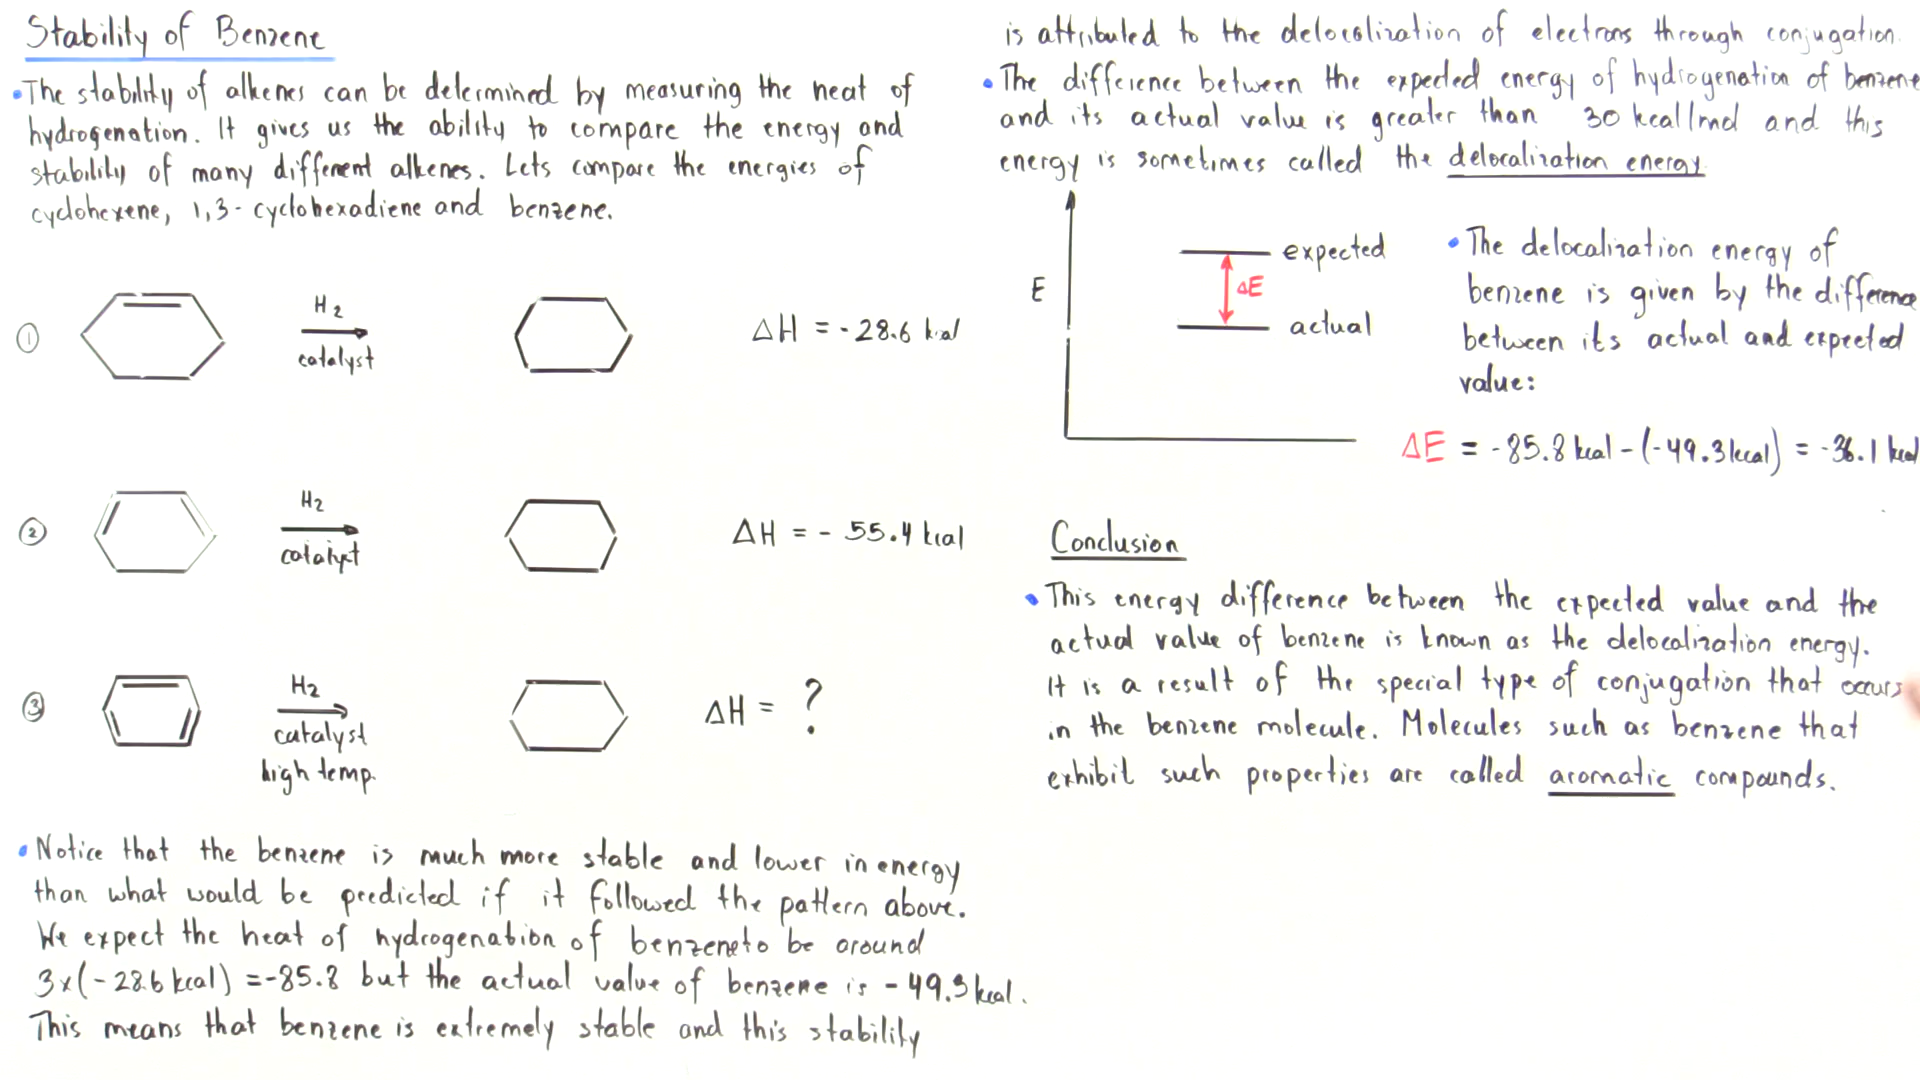 Stability of Benzene
• The stability of alkenes can be determined by measuring the heat of
hydrogenation. It gives us the ability to compare the energy and
stability of many different alkenes. Lets compare the energies of
cyclohexene, 1,3-cyclohexadiene and benzene.
① H2 catalyst ΔH = -28.6 kcal
② H2 catalyst ΔH = - 55.4 kcal
③ H2 catalyst high temp. ΔH = ?
• Notice that the benzene is much more stable and lower in energy
than what would be predicted if it followed the pattern above.
We expect the heat of hydrogenation of benzene to be around
3x(-28.6 kcal) = -85.8 but the actual value of benzene is -49.3 kcal.
This means that benzene is extremely stable and this stability
is attributed to the delocalization of electrons through conjugation.
• The difference between the expected energy of hydrogenation of benzene
and its actual value is greater than 30 kcal/mol and this
energy is sometimes called the delocalization energy.
E
expected
ΔE
actual
• The delocalization energy of
benzene is given by the difference
between its actual and expected
value:
ΔE = -85.8 kcal - (-49.3 kcal) = -36.1 kcal
Conclusion
• This energy difference between the expected value and the
actual value of benzene is known as the delocalization energy.
It is a result of the special type of conjugation that occurs
in the benzene molecule. Molecules such as benzene that
exhibit such properties are called aromatic compounds.